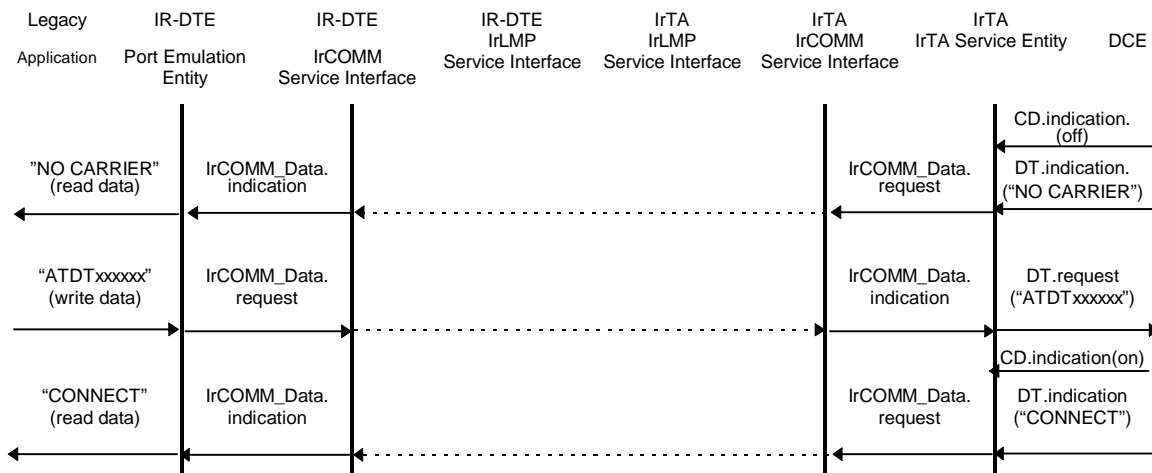 Legacy
Application
IR-DTE
Port Emulation
Entity
IR-DTE
IrCOMM
Service Interface
IR-DTE
IrLMP
Service Interface
IrTA
IrLMP
Service Interface
IrTA
IrCOMM
Service Interface
IrTA
IrTA Service Entity
DCE
CD.indication.
(off)
”NO CARRIER”
(read data)
IrCOMM_Data.
indication
IrCOMM_Data.
request
DT.indication.
(“NO CARRIER”)
“ATDTxxxxxx”
(write data)
IrCOMM_Data.
request
IrCOMM_Data.
indication
DT.request
(“ATDTxxxxxx”)
CD.indication(on)
“CONNECT”
(read data)
IrCOMM_Data.
indication
IrCOMM_Data.
request
DT.indication
(“CONNECT”)